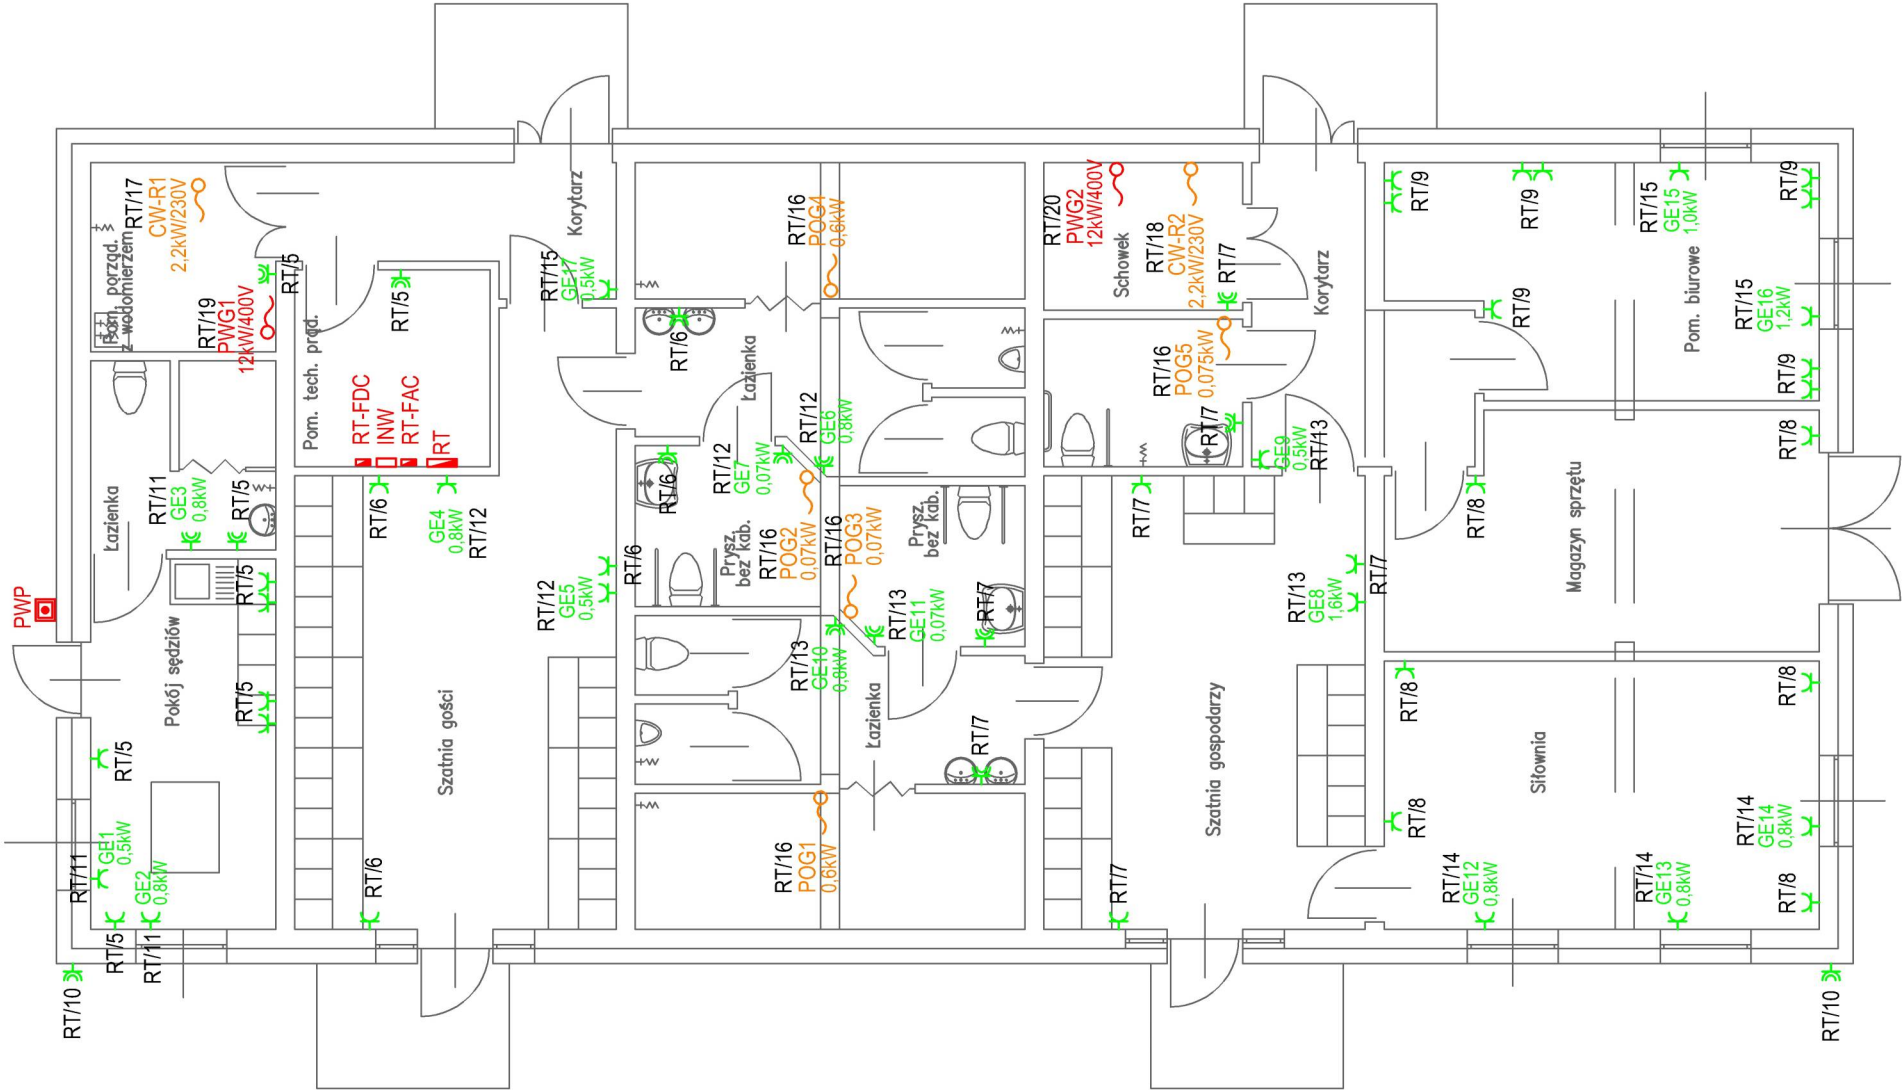 RT/17
CW-R1
2,2kW/230V
Pom. porząd.
z wodomierzem
RT/19
PWG1
12kW/400V
RT/5
RT/5
Pom. tech. prąd.
RT-FDC
INW
RT-FAC
RT
Korytarz
RT/15
GE17
0,5kW
Łazienka
RT/11
GE3
0,8kW
RT/5
PWP
RT/5
Pokój sędziów
RT/5
RT/5
RT/11
GE1
0,5kW
GE2
0,8kW
RT/5
RT/11
RT/10
RT/6
GE4
0,8kW
RT/12
Szatnia gości
RT/6
RT/12
GE5
0,5kW
RT/6
RT/16
POG4
0,6kW
RT/6
Łazienka
RT/12
GE6
0,8kW
RT/6
RT/12
GE7
0,07kW
Prysz.
bez kab.
RT/16
POG2
0,07kW
RT/16
POG3
0,07kW
Prysz.
bez kab.
RT/13
GE11
0,07kW
RT/7
RT/13
GE10
0,8kW
Łazienka
RT/7
RT/16
POG1
0,6kW
RT/20
PWG2
12kW/400V
Schowek
RT/18
CW-R2
2,2kW/230V
RT/7
Korytarz
RT/16
POG5
0,075kW
RT/7
GE9
0,5kW
RT/13
RT/7
RT/13
GE8
1,6kW
RT/7
Szatnia gospodarzy
RT/7
RT/9
RT/9
RT/15
GE15
1,0kW
RT/9
RT/9
Pom. biurowe
RT/15
GE16
1,2kW
RT/9
RT/8
RT/8
Magazyn sprzętu
RT/8
RT/8
Siłownia
RT/8
RT/14
GE12
0,8kW
RT/14
GE13
0,8kW
RT/14
GE14
0,8kW
RT/8
RT/10